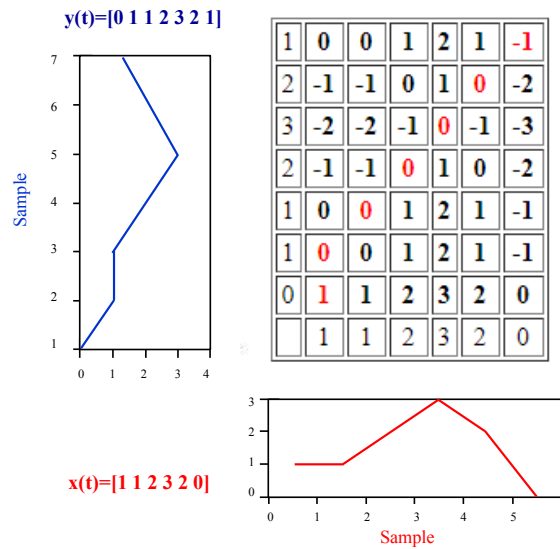 y(t)=[0 1 1 2 3 2 1]
7
6
5
4
3
2
1
Sample
0 1 2 3 4
1 0 0 1 2 1 -1
2 -1 -1 0 1 0 -2
3 -2 -2 -1 0 -1 -3
2 -1 -1 0 1 0 -2
1 0 0 1 2 1 -1
1 0 0 1 2 1 -1
0 1 1 2 3 2 0
1 1 2 3 2 0
3
2
1
0
x(t)=[1 1 2 3 2 0]
0 1 2 3 4 5
Sample